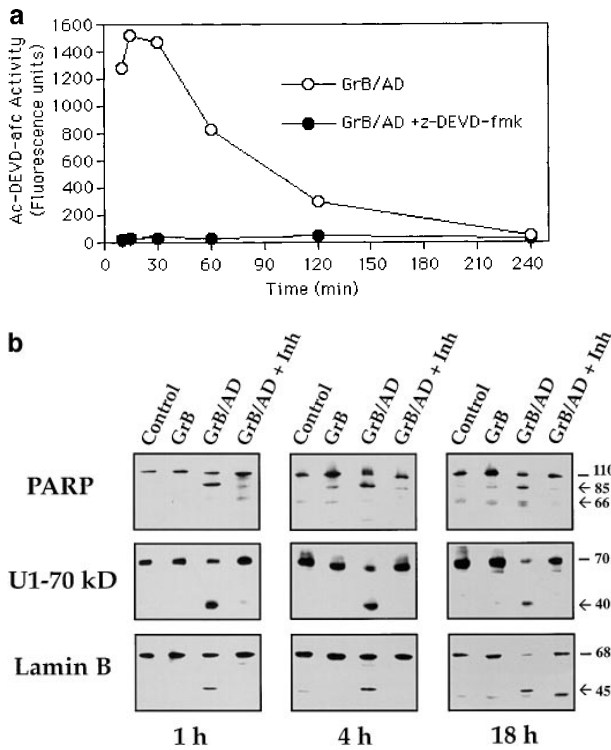 a
Ac-DEVD-afc Activity
(Fluorescence units)
1600
1400
1200
1000
800
600
400
200
0
GrB/AD
GrB/AD +z-DEVD-fmk
0 30 60 90 120 150 180 210 240
Time (min)
b
Control GrB GrB/AD GrB/AD + Inh Control GrB GrB/AD GrB/AD + Inh Control GrB GrB/AD GrB/AD + Inh
PARP
116
85
66
U1-70 kD
70
40
Lamin B
68
45
1 h 4 h 18 h